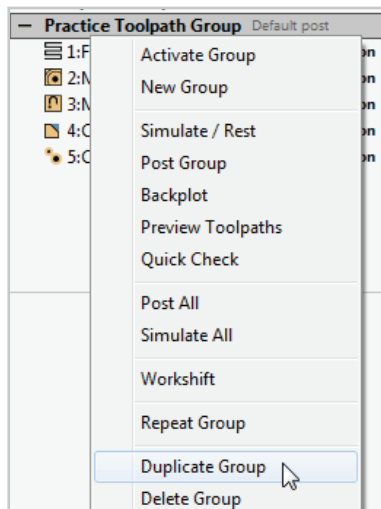 Practice Toolpath Group Default post
1:F
2:N
3:N
4:C
5:C
Activate Group
New Group
Simulate / Rest
Post Group
Backplot
Preview Toolpaths
Quick Check
Post All
Simulate All
Workshift
Repeat Group
Duplicate Group
Delete Group